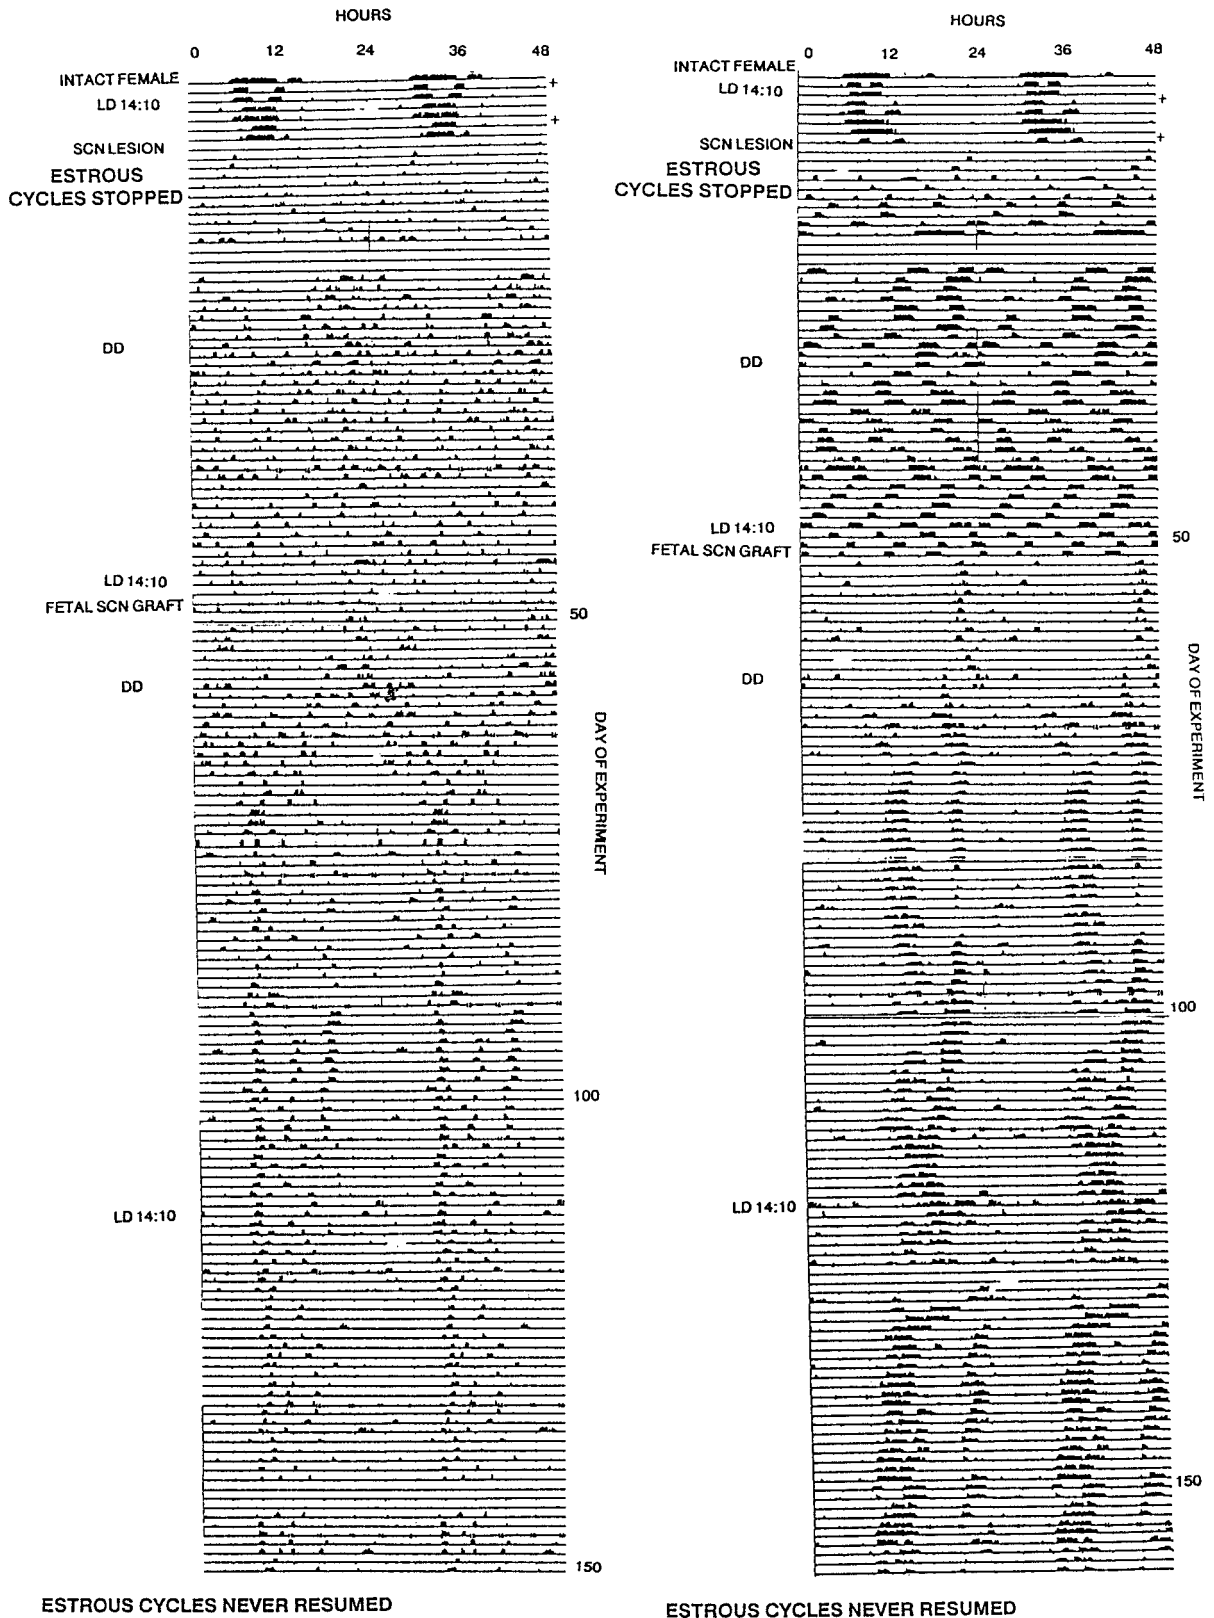 HOURS
0 12 24 36 48
INTACT FEMALE
+
LD 14:10
+
SCN LESION
ESTROUS
CYCLES STOPPED
DD
LD 14:10
FETAL SCN GRAFT
50
DD
DAY OF EXPERIMENT
100
LD 14:10
150
ESTROUS CYCLES NEVER RESUMED
HOURS
0 12 24 36 48
INTACT FEMALE
LD 14:10
+
+
SCN LESION
ESTROUS
CYCLES STOPPED
DD
LD 14:10
50
FETAL SCN GRAFT
DD
DAY OF EXPERIMENT
100
LD 14:10
150
ESTROUS CYCLES NEVER RESUMED